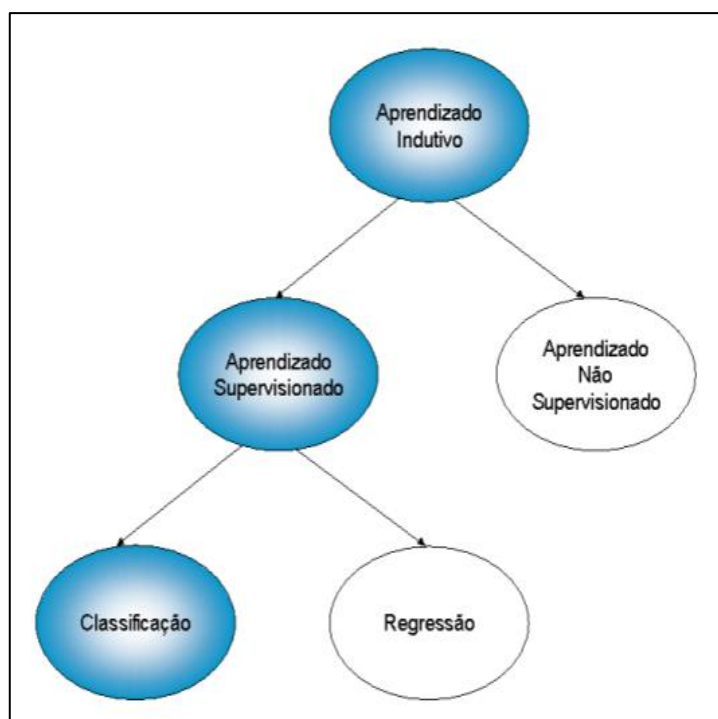 Aprendizado
Indutivo
Aprendizado
Supervisionado
Aprendizado
Não
Supervisionado
Classificação
Regressão